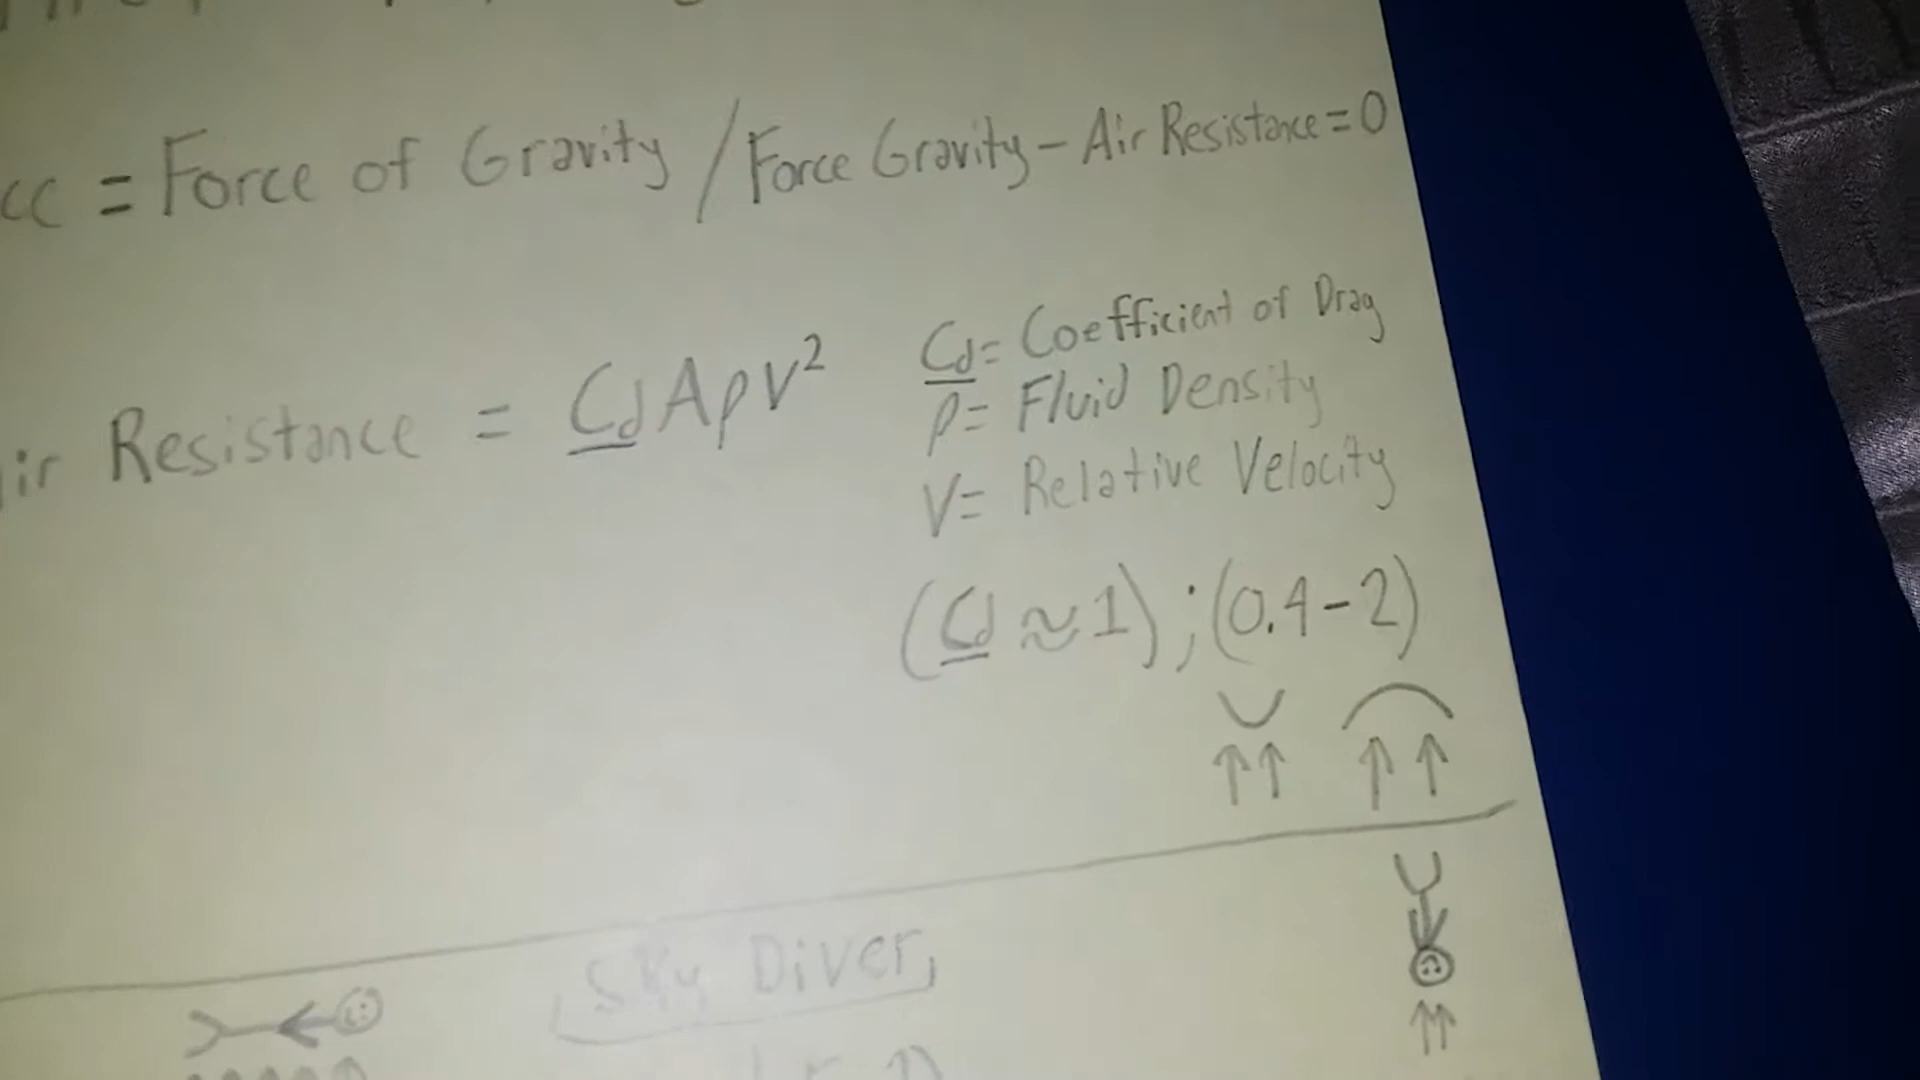 cc = Force of Gravity / Force Gravity - Air Resistance = 0
Cd = Coefficient of Drag
ir Resistance = CdApv²
ρ = Fluid Density
V = Relative Velocity
(Cd ≈ 1) ; (0.4 - 2)
Sky Diver